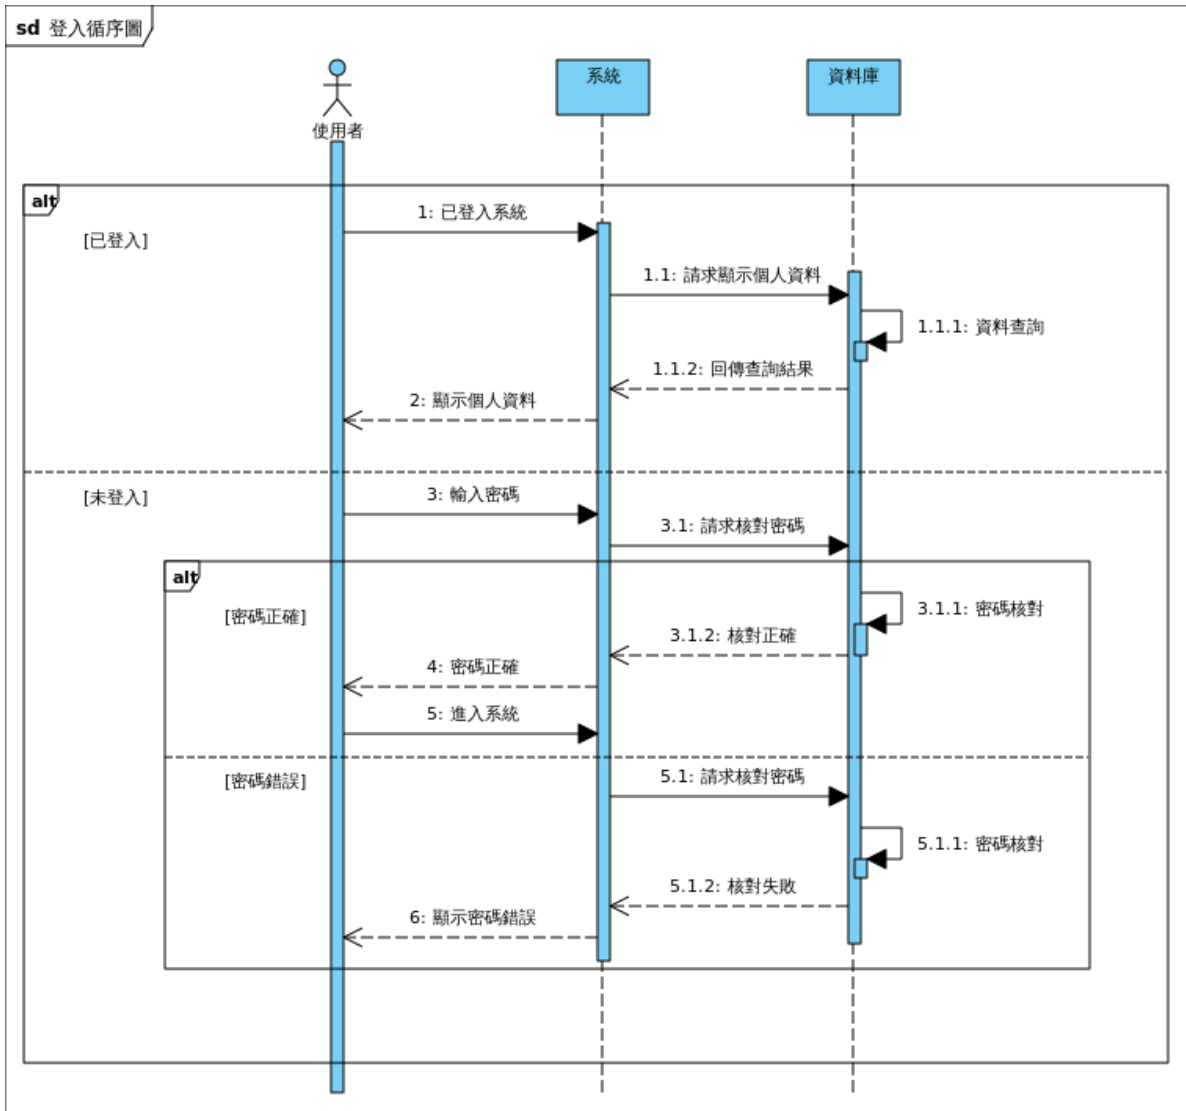 sd 登入循序圖
使用者
系統
資料庫
alt
[已登入]
1: 已登入系統
1.1: 請求顯示個人資料
1.1.1: 資料查詢
1.1.2: 回傳查詢結果
2: 顯示個人資料
[未登入]
3: 輸入密碼
3.1: 請求核對密碼
alt
[密碼正確]
3.1.1: 密碼核對
3.1.2: 核對正確
4: 密碼正確
5: 進入系統
[密碼錯誤]
5.1: 請求核對密碼
5.1.1: 密碼核對
5.1.2: 核對失敗
6: 顯示密碼錯誤